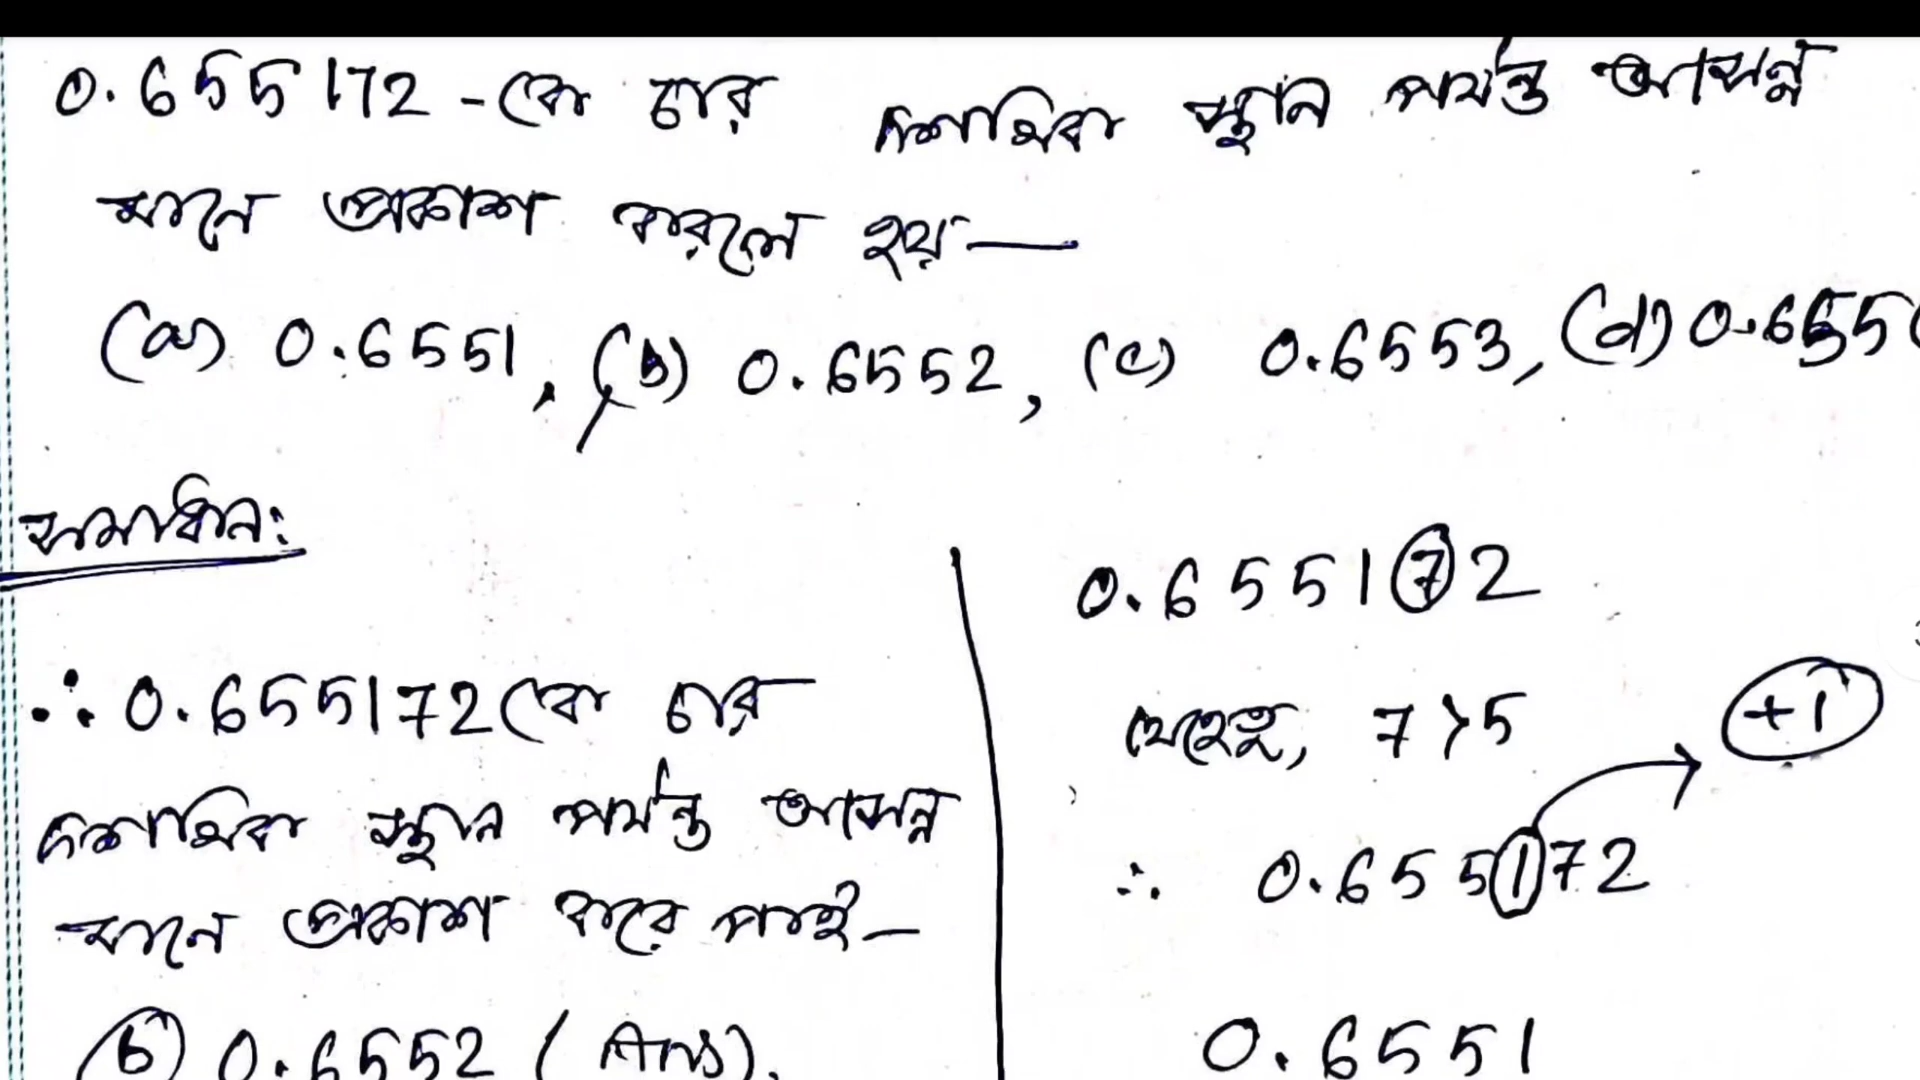 0.655172 -কে চার দশমিক স্থান পর্যন্ত আসন্ন
মানে প্রকাশ করলে হয় —
(a) 0.6551, (b) 0.6552, (c) 0.6553, (d) 0.655
সমাধান:
∴ 0.655172 কে চার
দশমিক স্থান পর্যন্ত আসন্ন
মানে প্রকাশ করে পাই —
(b) 0.6552 (Ans).
0.655172
যেহেতু, 7 > 5
+1
∴ 0.655172
0.6551